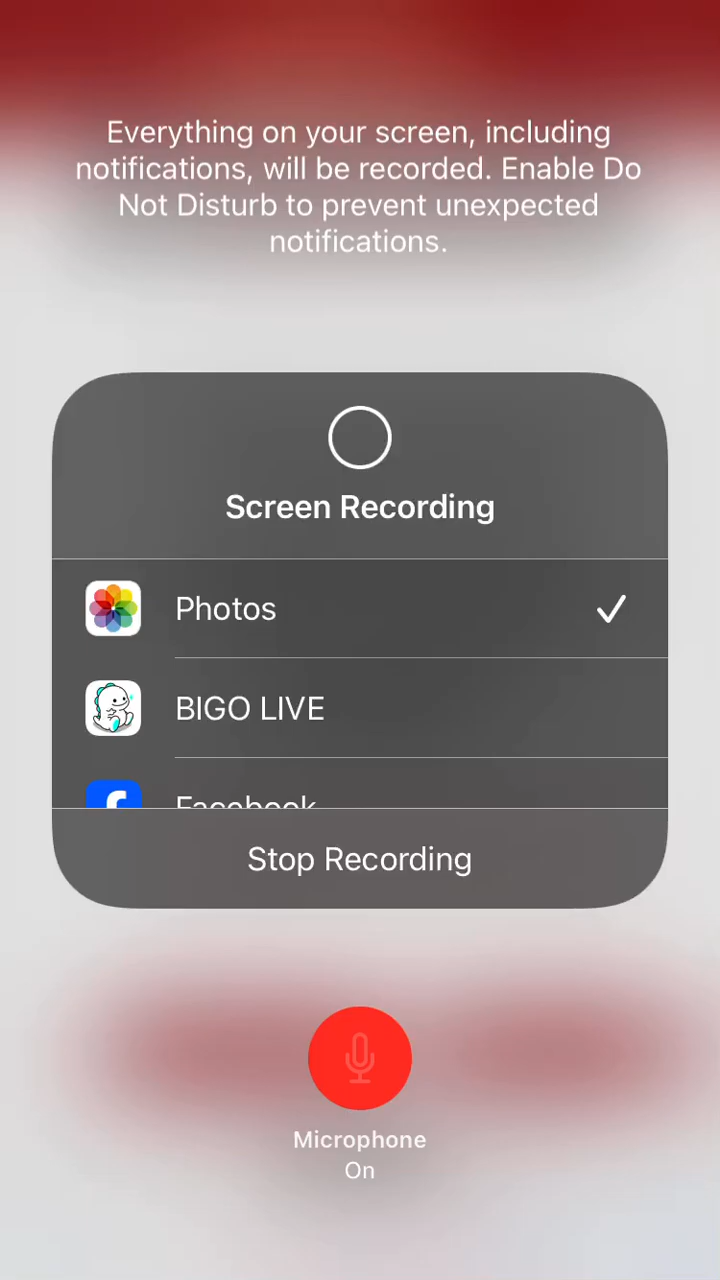 Everything on your screen, including
notifications, will be recorded. Enable Do
Not Disturb to prevent unexpected
notifications.
Screen Recording
Photos
BIGO LIVE
Facebook
Stop Recording
Microphone
On